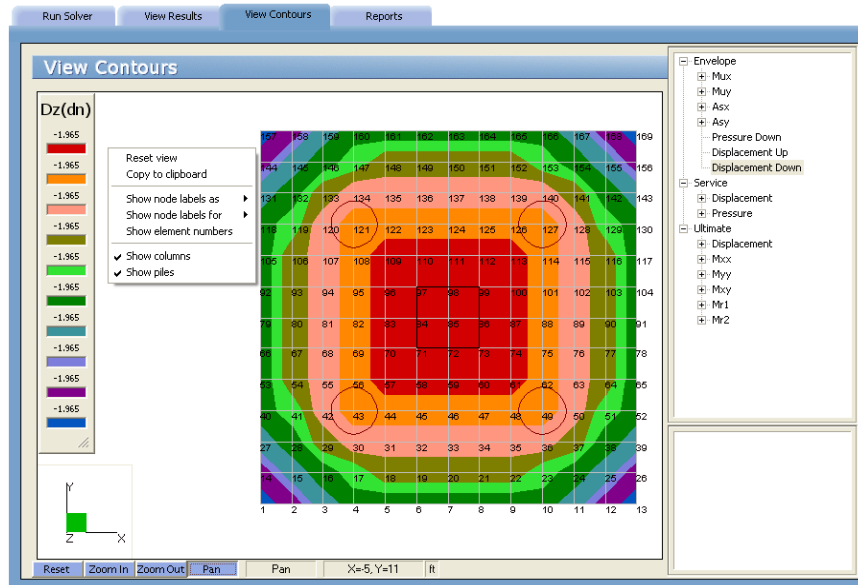 Run Solver View Results View Contours Reports
View Contours
Dz(dn)
-1.965
-1.965
-1.965
-1.965
-1.965
-1.965
-1.965
-1.965
-1.965
-1.965
Reset view
Copy to clipboard
Show node labels as
Show node labels for
Show element numbers
Show columns
Show piles
157 158 159 160 161 162 163 164 165 166 167 168 169
144 145 146 147 148 149 150 151 152 153 154 155 156
131 132 133 134 135 136 137 138 139 140 141 142 143
118 119 120 121 122 123 124 125 126 127 128 129 130
105 106 107 108 109 110 111 112 113 114 115 116 117
92 93 94 95 96 97 98 99 100 101 102 103 104
79 80 81 82 83 84 85 86 87 88 89 90 91
66 67 68 69 70 71 72 73 74 75 76 77 78
53 54 55 56 57 58 59 60 61 62 63 64 65
40 41 42 43 44 45 46 47 48 49 50 51 52
27 28 29 30 31 32 33 34 35 36 37 38 39
14 15 16 17 18 19 20 21 22 23 24 25 26
1 2 3 4 5 6 7 8 9 10 11 12 13
Y
Z X
Reset Zoom In Zoom Out Pan Pan X=-5, Y=11 ft
Envelope
Mux
Muy
Asx
Asy
Pressure Down
Displacement Up
Displacement Down
Service
Displacement
Pressure
Ultimate
Displacement
Mxx
Myy
Mxy
Mr1
Mr2